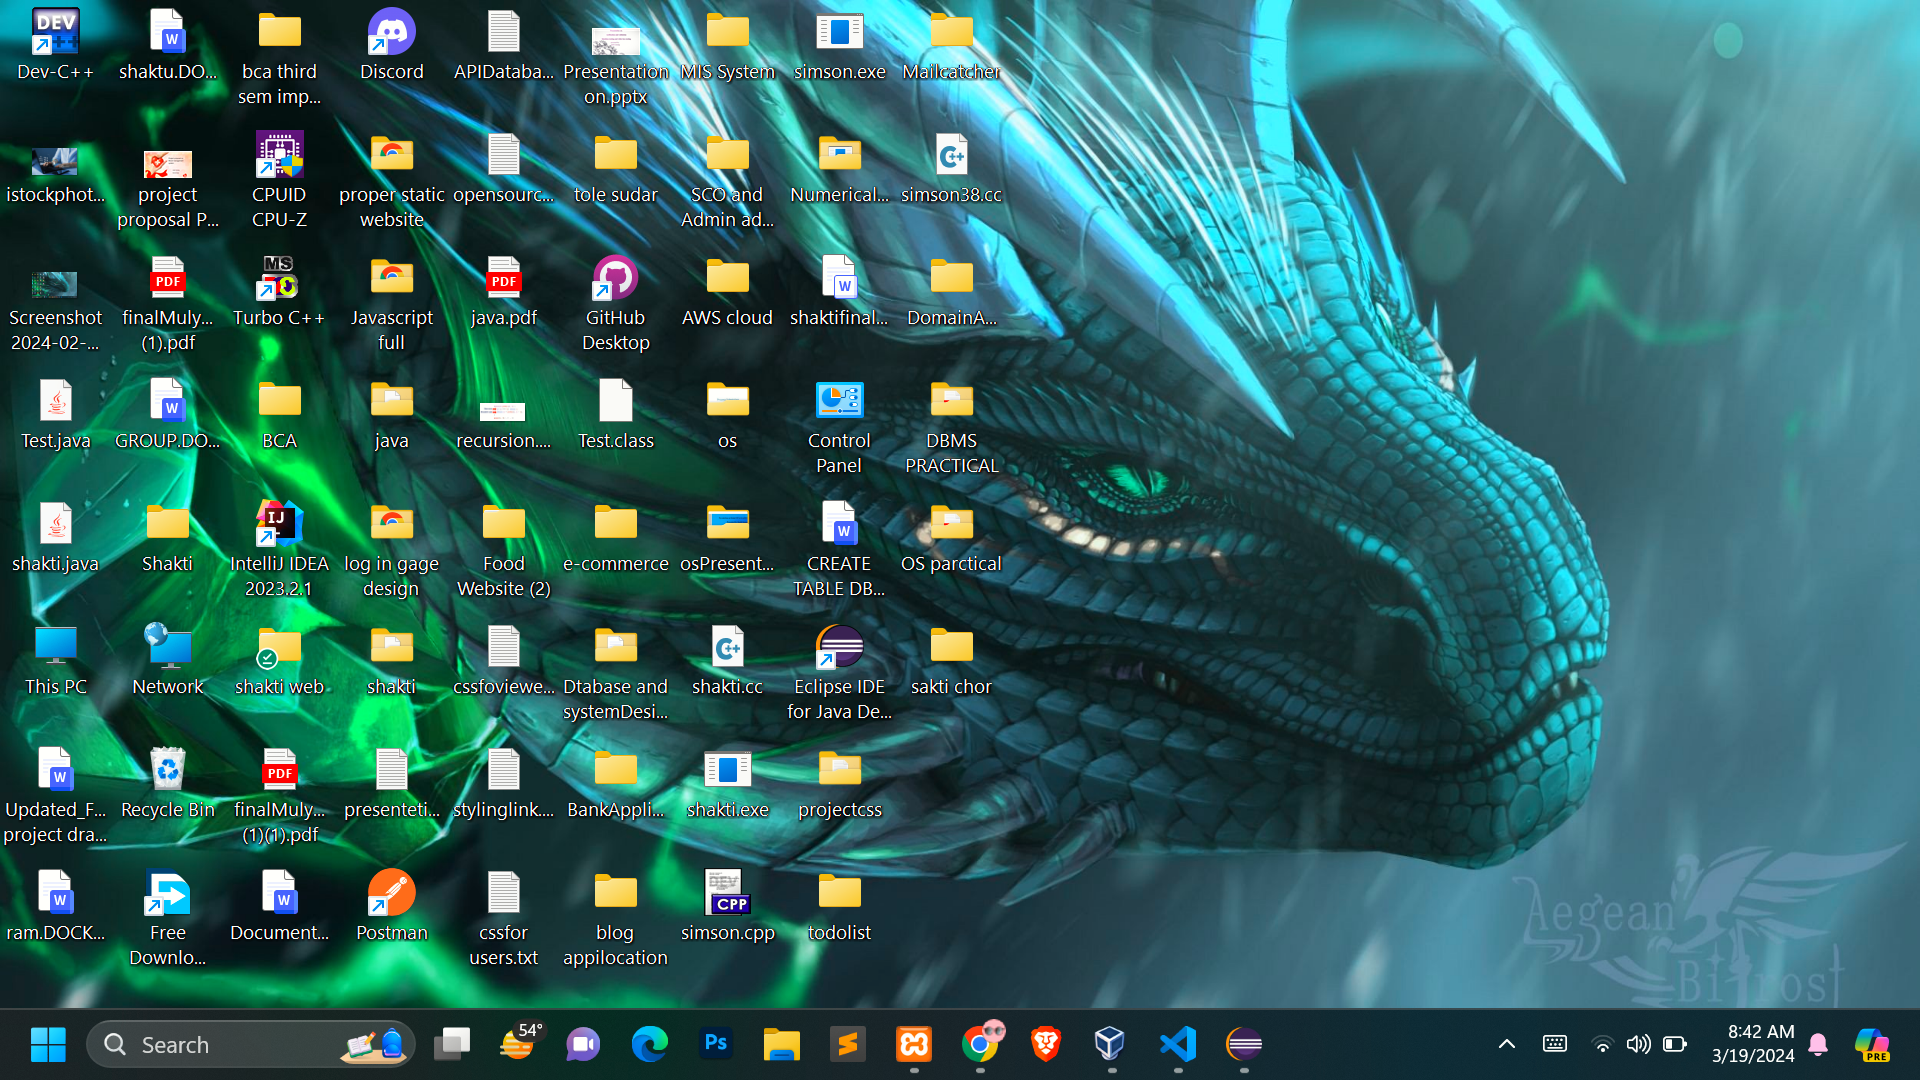 Dev-C++
shaktu.DO...
bca third
sem imp...
Discord
APIDataba...
Presentation
on.pptx
MIS System
simson.exe
Mailcatcher
istockphot...
project
proposal P...
CPUID
CPU-Z
proper static
website
opensourc...
tole sudar
SCO and
Admin ad...
Numerical...
simson38.cc
Screenshot
2024-02-...
finalMuly...
(1).pdf
Turbo C++
Javascript
full
java.pdf
GitHub
Desktop
AWS cloud
shaktifinal...
DomainA...
Test.java
GROUP.DO...
BCA
java
recursion....
Test.class
os
Control
Panel
DBMS
PRACTICAL
shakti.java
Shakti
IntelliJ IDEA
2023.2.1
log in gage
design
Food
Website (2)
e-commerce
osPresent...
CREATE
TABLE DB...
OS parctical
This PC
Network
shakti web
shakti
cssfoviewe...
Dtabase and
systemDesi...
shakti.cc
Eclipse IDE
for Java De...
sakti chor
Updated_F...
project dra...
Recycle Bin
finalMuly...
(1)(1).pdf
presenteti...
stylinglink....
BankAppli...
shakti.exe
projectcss
ram.DOCK...
Free
Downlo...
Document...
Postman
cssfor
users.txt
blog
appilocation
simson.cpp
todolist
Aegean
Bifrost
Search
54°
Ps
8:42 AM
3/19/2024
PRE